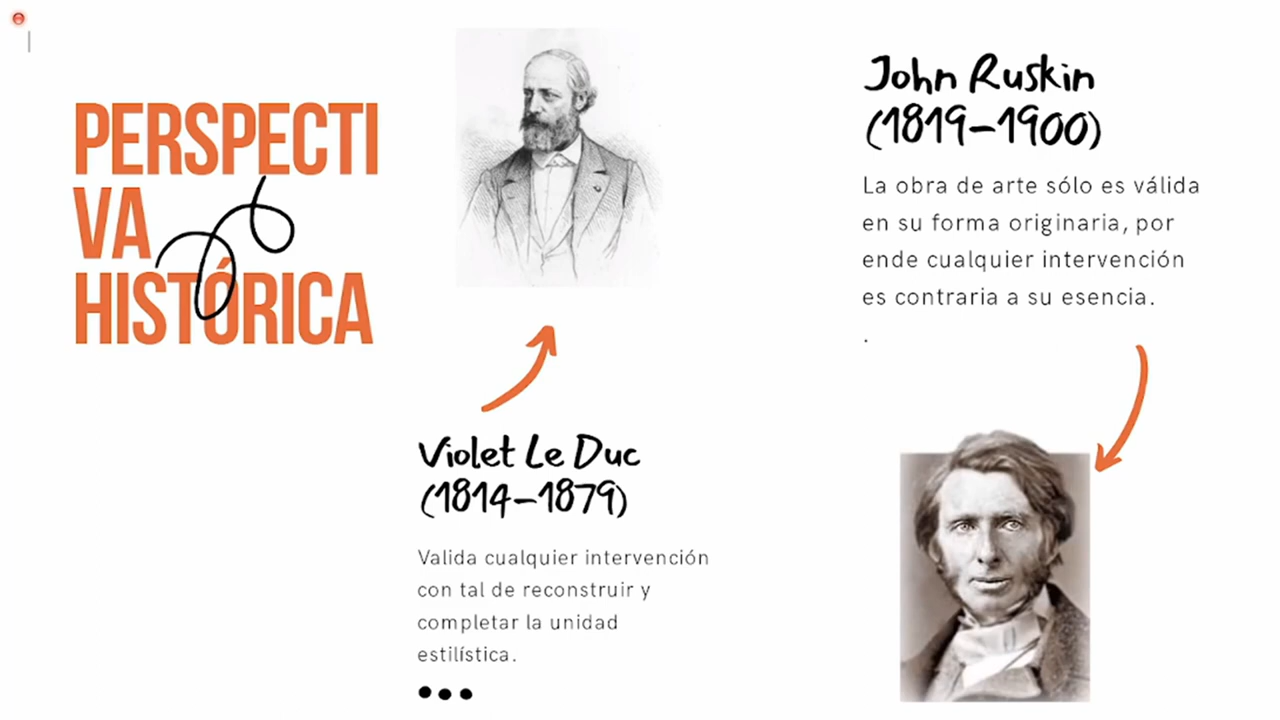 PERSPECTI
VA
HISTÓRICA
Violet Le Duc
(1814-1879)
Valida cualquier intervención
con tal de reconstruir y
completar la unidad
estilística.
John Ruskin
(1819-1900)
La obra de arte sólo es válida
en su forma originaria, por
ende cualquier intervención
es contraria a su esencia.
.